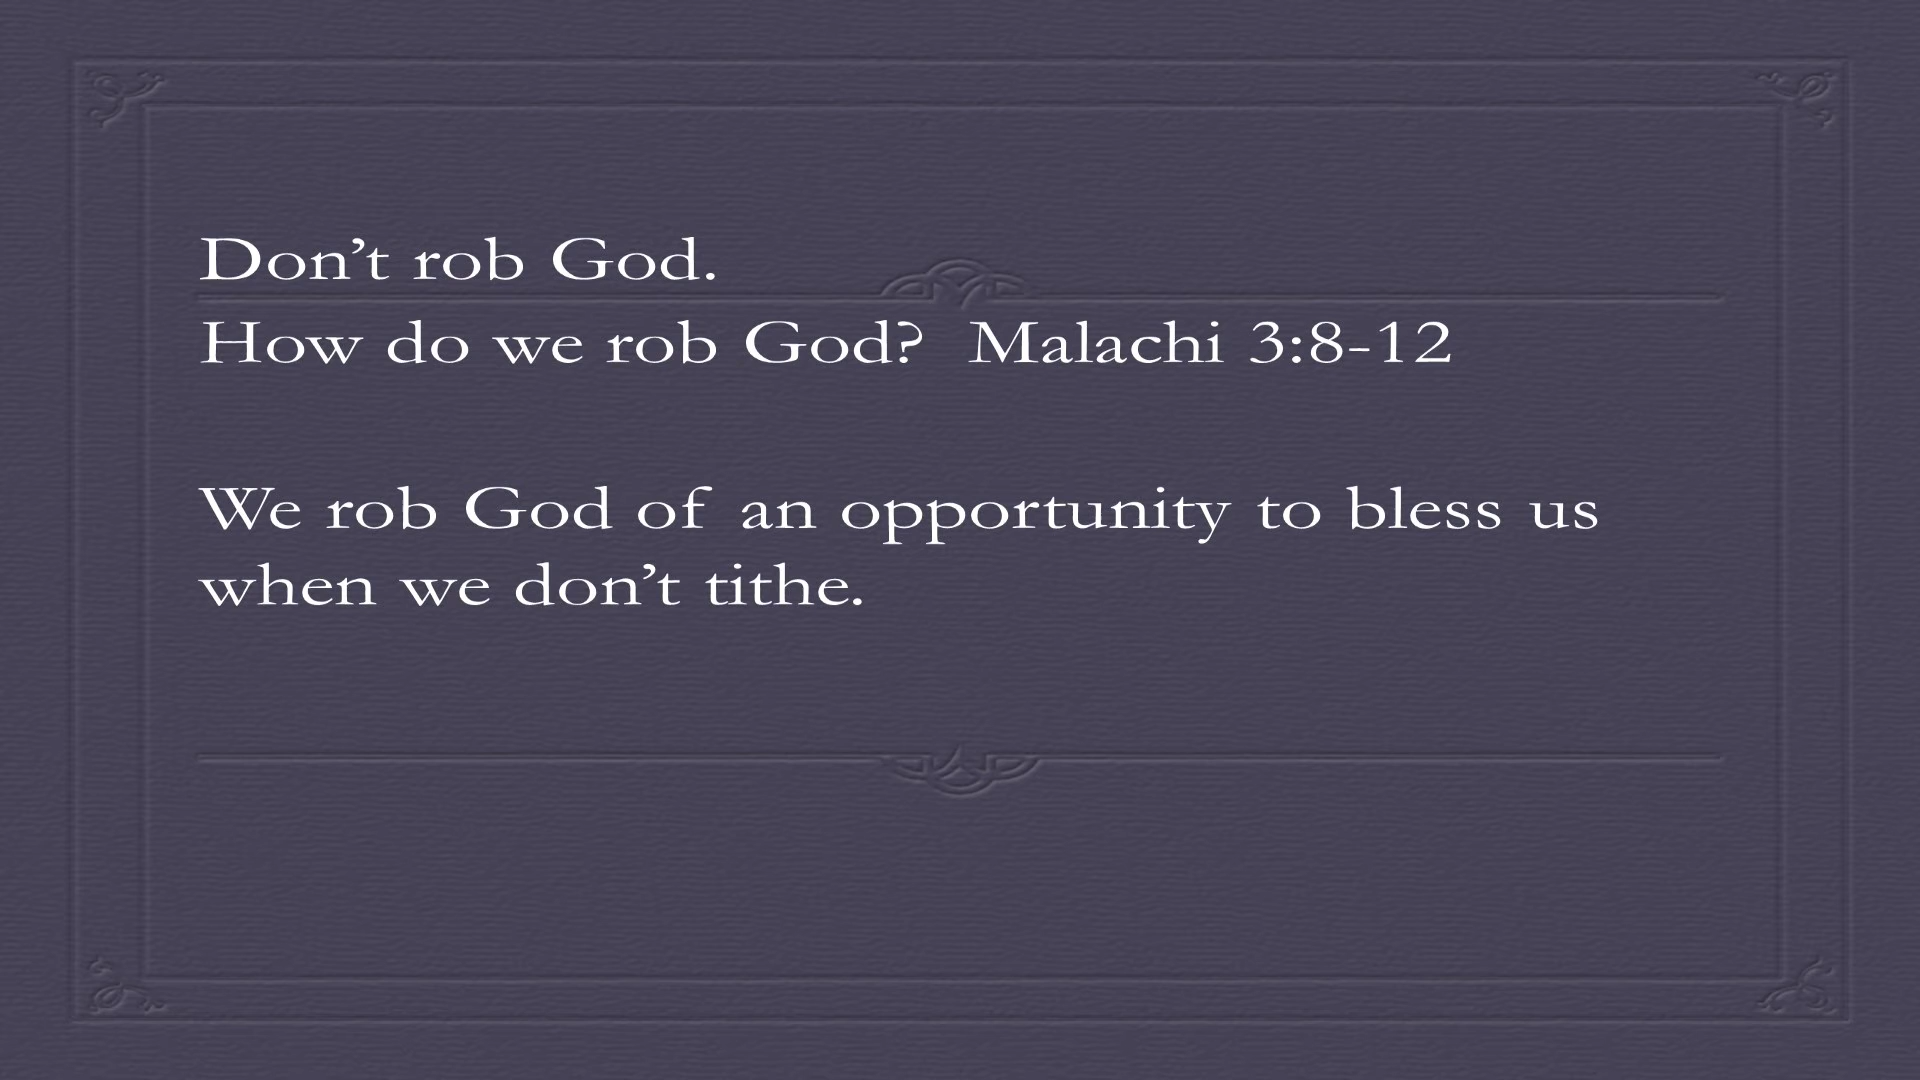 Don’t rob God.
How do we rob God?  Malachi 3:8-12
We rob God of an opportunity to bless us
when we don’t tithe.